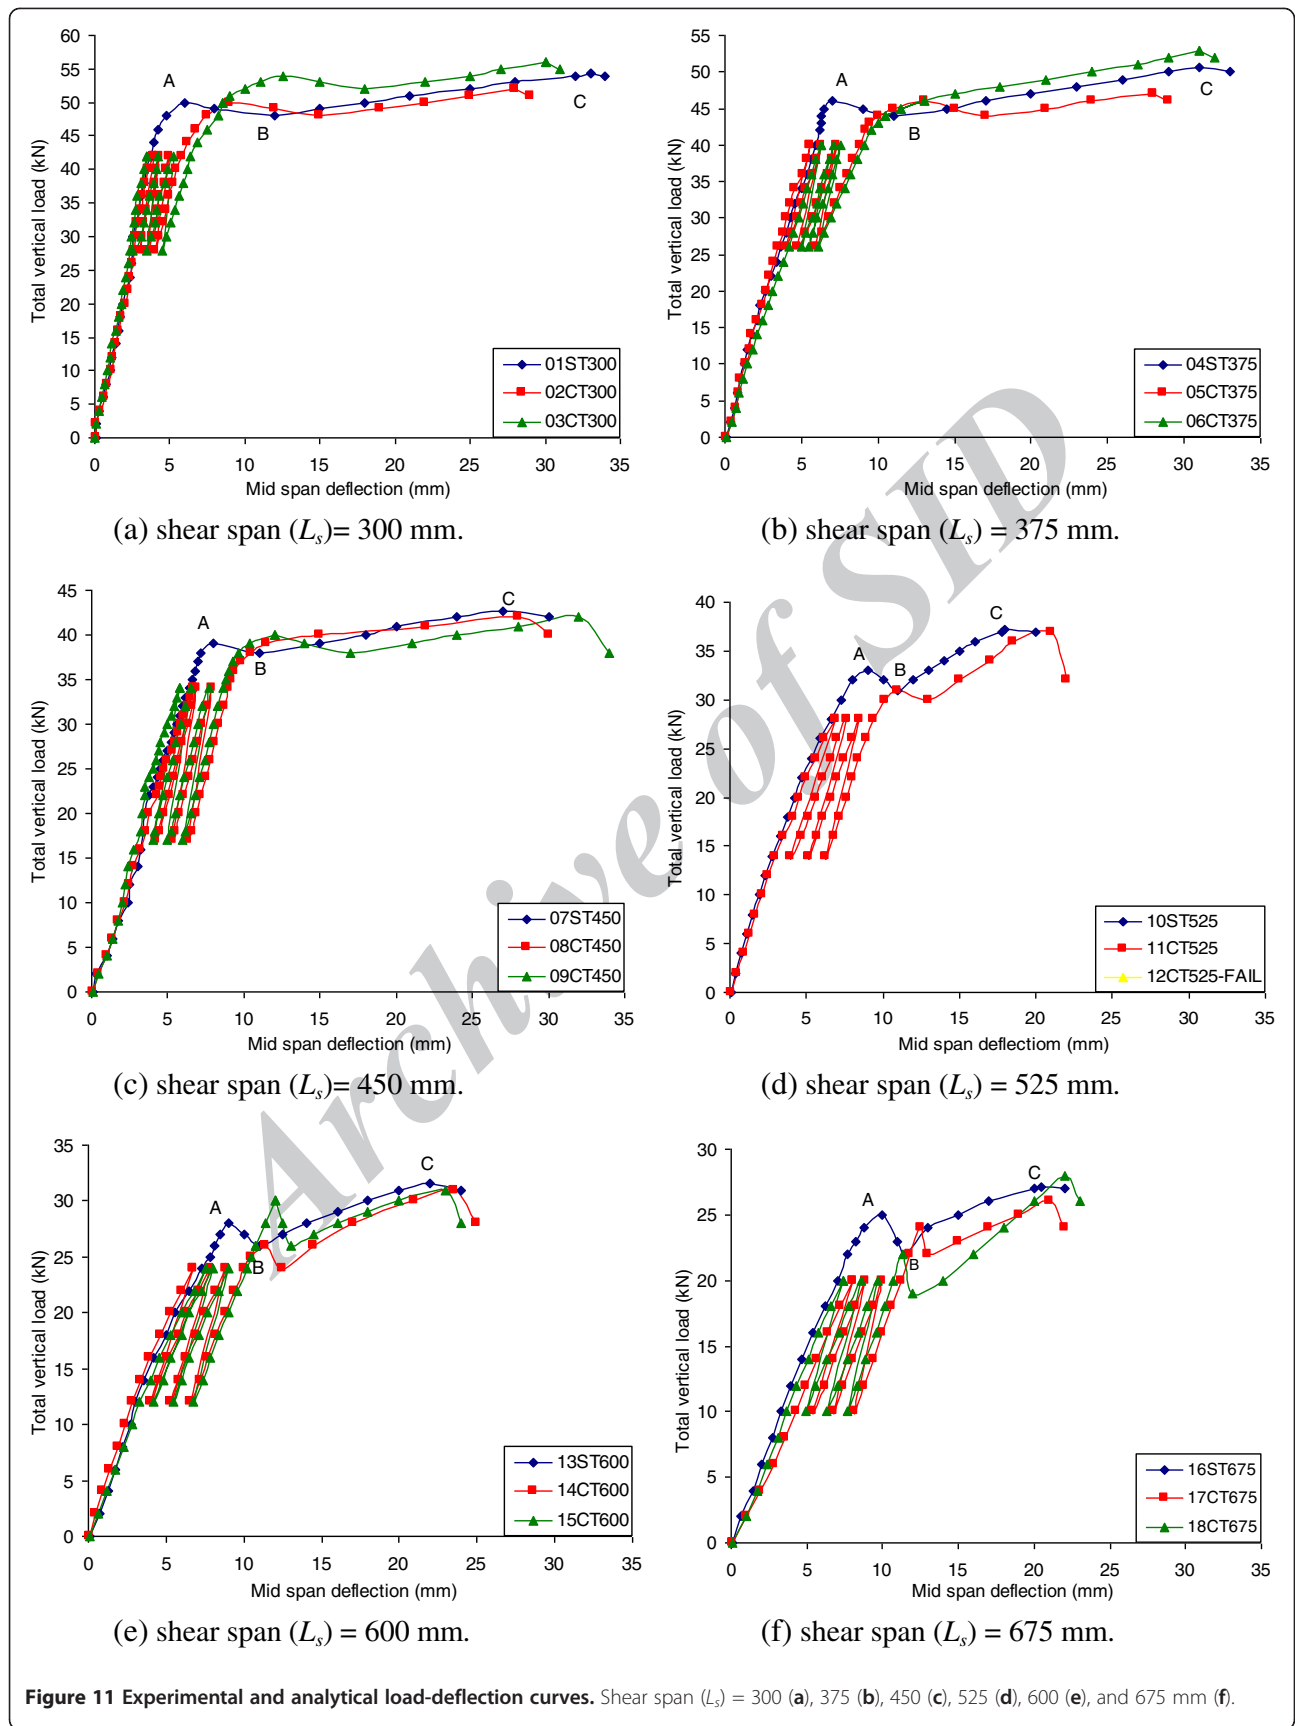 60
55
50
45
40
35
30
25
20
15
10
5
0
Total vertical load (kN)
A
B
C
01ST300
02CT300
03CT300
0 5 10 15 20 25 30 35
Mid span deflection (mm)
(a) shear span (Ls)= 300 mm.
55
50
45
40
35
30
25
20
15
10
5
0
Total vertical load (kN)
A
B
C
04ST375
05CT375
06CT375
0 5 10 15 20 25 30 35
Mid span deflection (mm)
(b) shear span (Ls) = 375 mm.
45
40
35
30
25
20
15
10
5
0
Total vertical load (kN)
A
B
C
07ST450
08CT450
09CT450
0 5 10 15 20 25 30 35
Mid span deflection (mm)
(c) shear span (Ls)= 450 mm.
40
35
30
25
20
15
10
5
0
Total vertical load (kN)
A
B
C
10ST525
11CT525
12CT525-FAIL
0 5 10 15 20 25 30 35
Mid span deflectiom (mm)
(d) shear span (Ls) = 525 mm.
35
30
25
20
15
10
5
0
Total vertical load (kN)
A
B
C
13ST600
14CT600
15CT600
0 5 10 15 20 25 30 35
Mid span deflection (mm)
(e) shear span (Ls) = 600 mm.
30
25
20
15
10
5
0
Total vertical load (kN)
A
B
C
16ST675
17CT675
18CT675
0 5 10 15 20 25 30 35
Mid span deflection (mm)
(f) shear span (Ls) = 675 mm.
Archive of SID
Figure 11 Experimental and analytical load-deflection curves. Shear span (Ls) = 300 (a), 375 (b), 450 (c), 525 (d), 600 (e), and 675 mm (f).